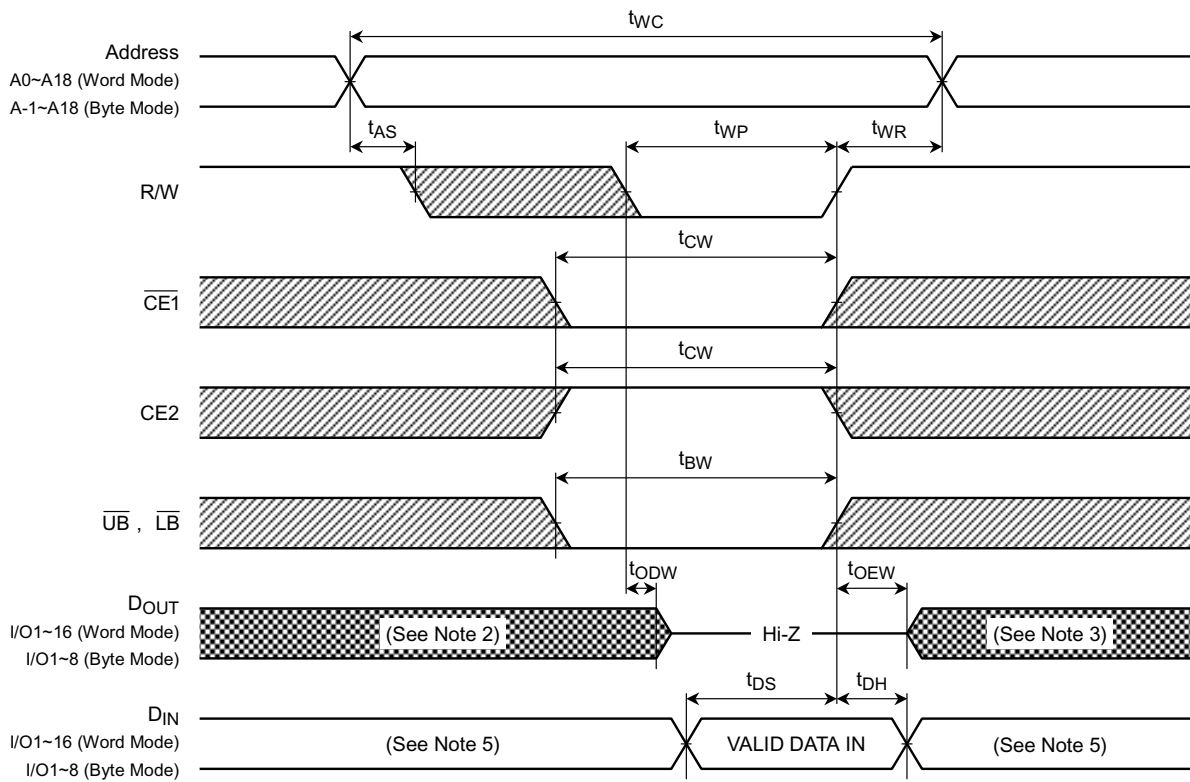 tWC
Address
A0~A18 (Word Mode)
A-1~A18 (Byte Mode)
tAS
tWP
tWR
R/W
tCW
CE1
tCW
CE2
tBW
UB , LB
tODW
tOEW
DOUT
I/O1~16 (Word Mode)
I/O1~8 (Byte Mode)
(See Note 2)
Hi-Z
(See Note 3)
tDS
tDH
DIN
I/O1~16 (Word Mode)
I/O1~8 (Byte Mode)
(See Note 5)
VALID DATA IN
(See Note 5)